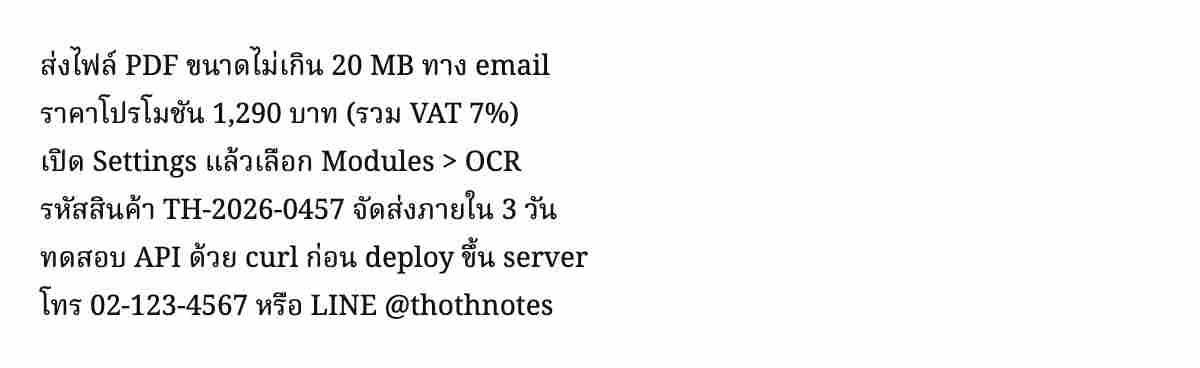 ส่งไฟล์ PDF ขนาดไม่เกิน 20 MB ทาง email
ราคาโปรโมชัน 1,290 บาท (รวม VAT 7%)
เปิด Settings แล้วเลือก Modules > OCR
รหัสสินค้า TH-2026-0457 จัดส่งภายใน 3 วัน
ทดสอบ API ด้วย curl ก่อน deploy ขึ้น server
โทร 02-123-4567 หรือ LINE @thothnotes